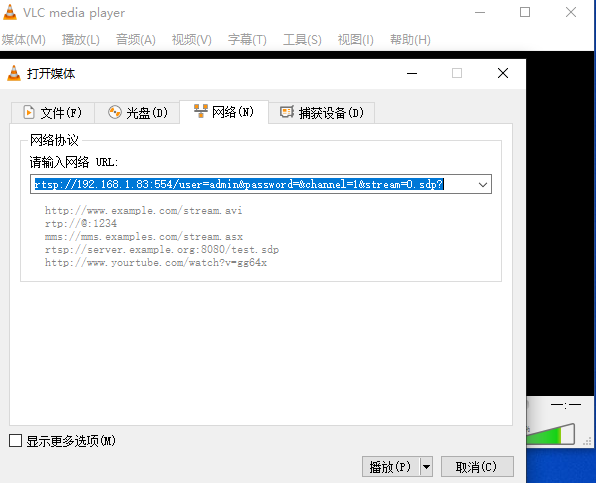 VLC media player
媒体(M) 播放(L) 音频(A) 视频(V) 字幕(T) 工具(S) 视图(I) 帮助(H)
打开媒体
文件(F) 光盘(D) 网络(N) 捕获设备(D)
网络协议
请输入网络 URL:
rtsp://192.168.1.83:554/user=admin&password=&channel=1&stream=0.sdp?
http://www.example.com/stream.avi
rtp://@:1234
mms://mms.examples.com/stream.asx
rtsp://server.example.org:8080/test.sdp
http://www.yourtube.com/watch?v=gg64x
--:--
显示更多选项(M)
播放(P) 取消(C)